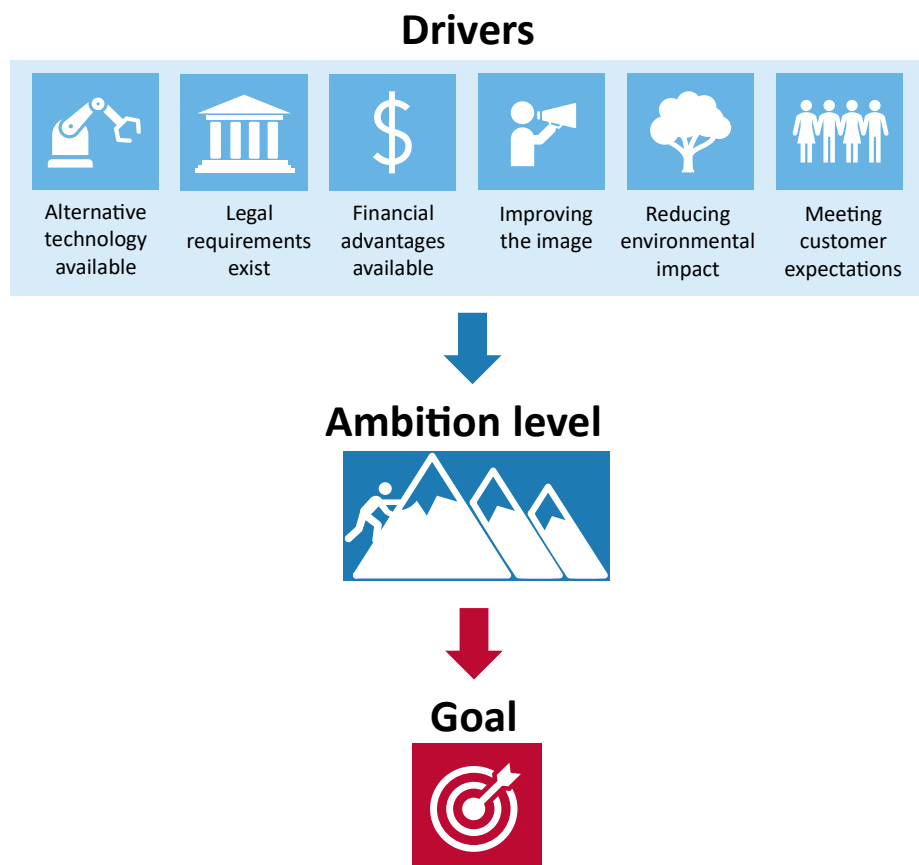 Drivers
Alternative
technology
available
Legal
requirements
exist
Financial
advantages
available
Improving
the image
Reducing
environmental
impact
Meeting
customer
expectations
Ambition level
Goal